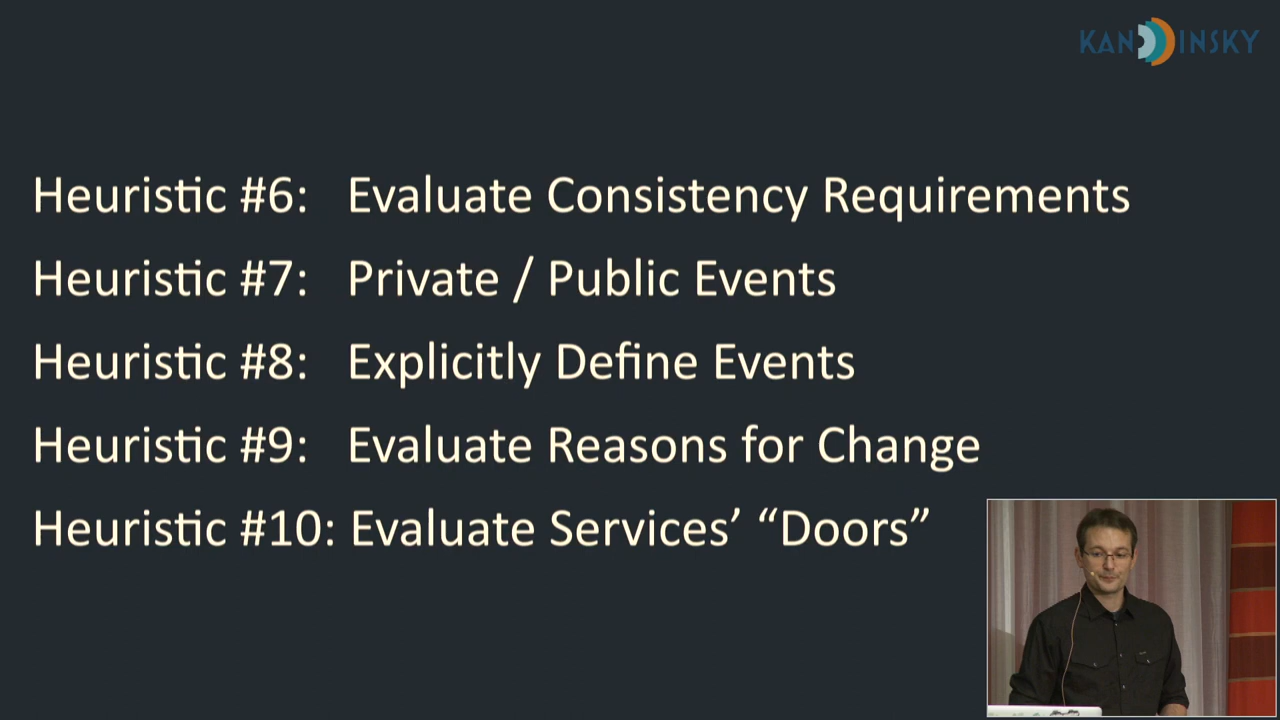 KANDDINSKY
Heuristic #6: Evaluate Consistency Requirements
Heuristic #7: Private / Public Events
Heuristic #8: Explicitly Define Events
Heuristic #9: Evaluate Reasons for Change
Heuristic #10: Evaluate Services’ “Doors”